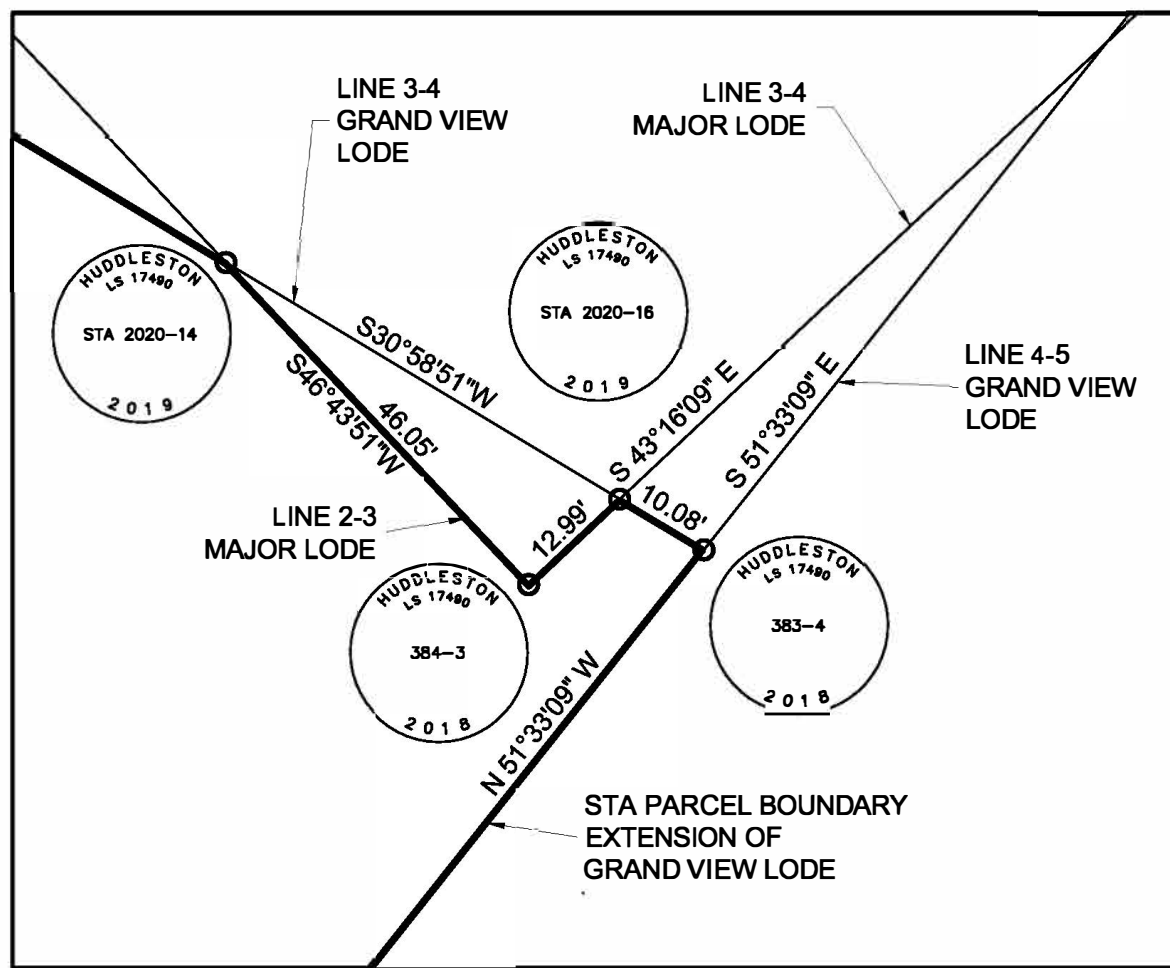 LINE 3-4
GRAND VIEW
LODE
LINE 3-4
MAJOR LODE
HUDDLESTON
LS 17490
STA 2020-14
2019
HUDDLESTON
LS 17490
STA 2020-16
2019
S30°58'51"W
46.05'
S46°43'51"W
S 43°16'09" E
S 51°33'09" E
LINE 4-5
GRAND VIEW
LODE
LINE 2-3
MAJOR LODE
12.99'
10.08'
HUDDLESTON
LS 17490
384-3
2018
HUDDLESTON
LS 17490
383-4
2018
N 51°33'09" W
STA PARCEL BOUNDARY
EXTENSION OF
GRAND VIEW LODE